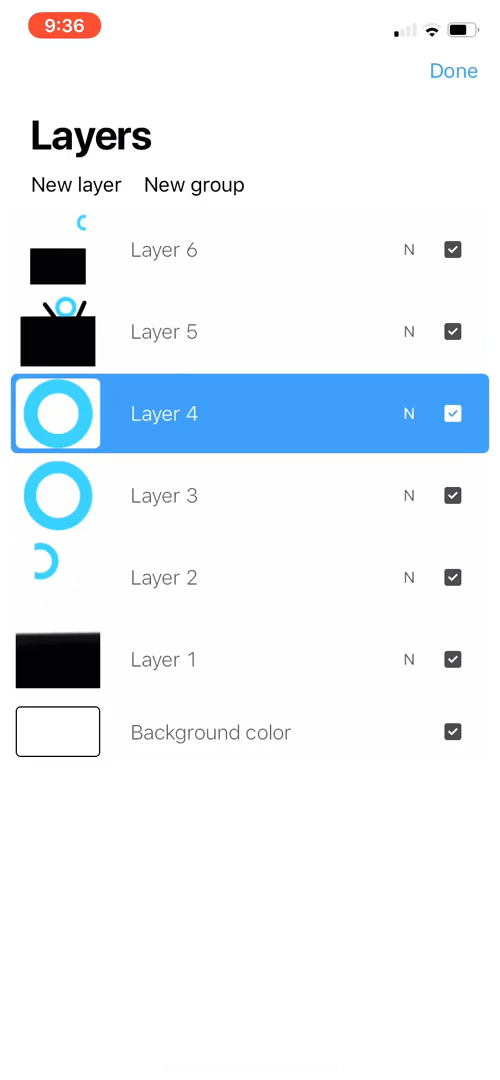 9:36
Done
Layers
New layer New group
Layer 6 N
Layer 5 N
Layer 4 N
Layer 3 N
Layer 2 N
Layer 1 N
Background color